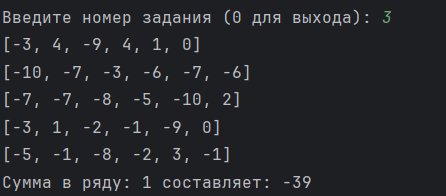 Введите номер задания (0 для выхода): 3
[-3, 4, -9, 4, 1, 0]
[-10, -7, -3, -6, -7, -6]
[-7, -7, -8, -5, -10, 2]
[-3, 1, -2, -1, -9, 0]
[-5, -1, -8, -2, 3, -1]
Сумма в ряду: 1 составляет: -39